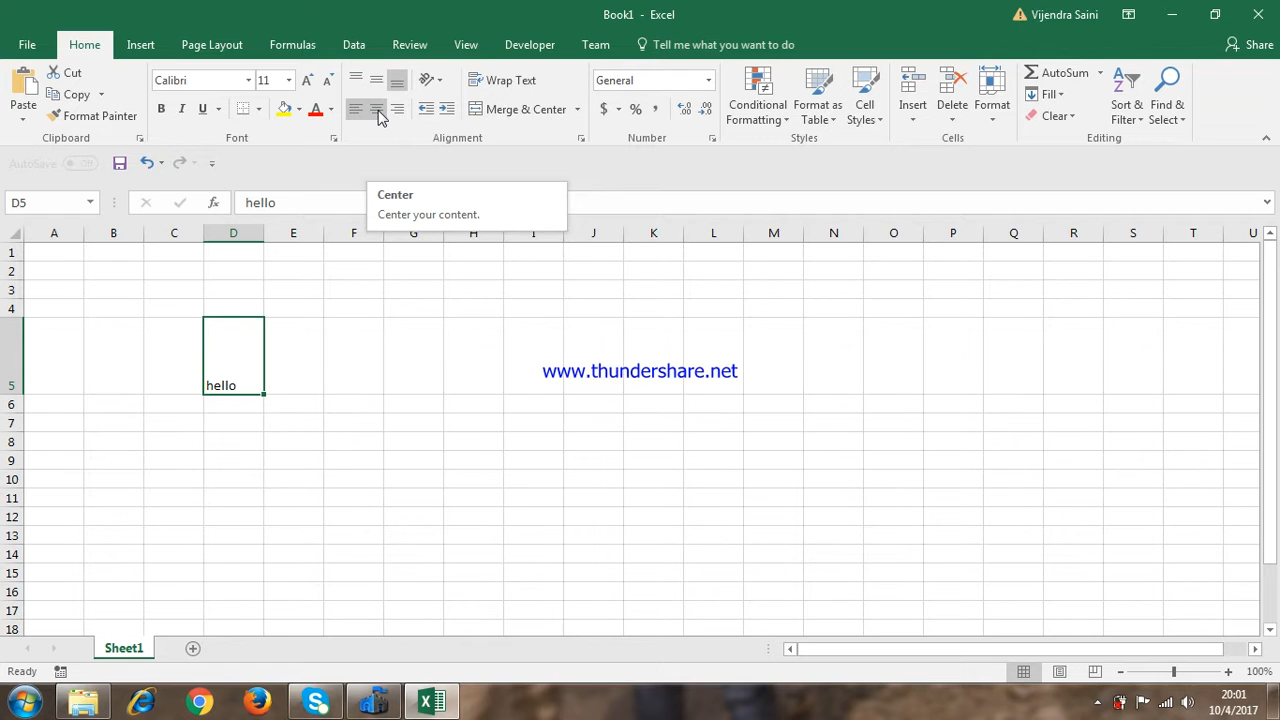 Book1 - Excel
Vijendra Saini
File Home Insert Page Layout Formulas Data Review View Developer Team Tell me what you want to do Share
Paste
Cut
Copy
Format Painter
Clipboard
Calibri 11
B I U A
Font
Wrap Text
Merge & Center
Alignment
General
$ % ,
Number
Conditional Formatting
Format as Table
Cell Styles
Styles
Insert
Delete
Format
Cells
AutoSum
Fill
Clear
Sort & Filter
Find & Select
Editing
AutoSave Off
D5 fx hello
Center
Center your content.
A B C D E F G H I J K L M N O P Q R S T U
1
2
3
4
5 hello
www.thundershare.net
6
7
8
9
10
11
12
13
14
15
16
17
18
Sheet1
Ready 100%
20:01
10/4/2017